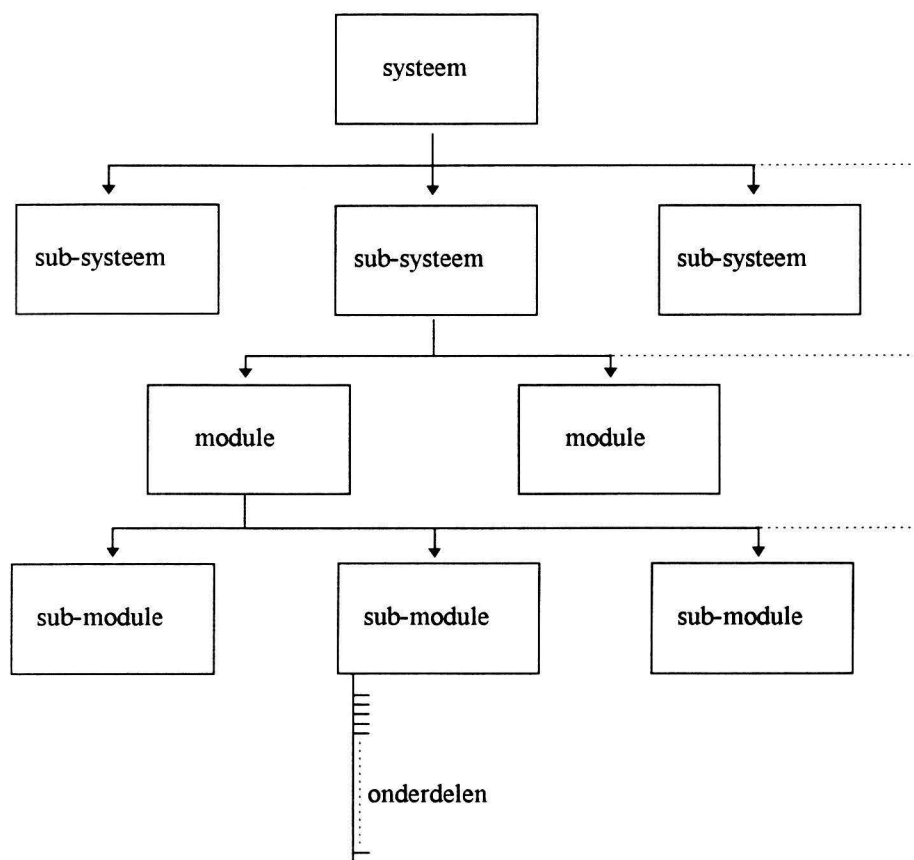 systeem
sub-systeem
sub-systeem
sub-systeem
module
module
sub-module
sub-module
sub-module
onderdelen